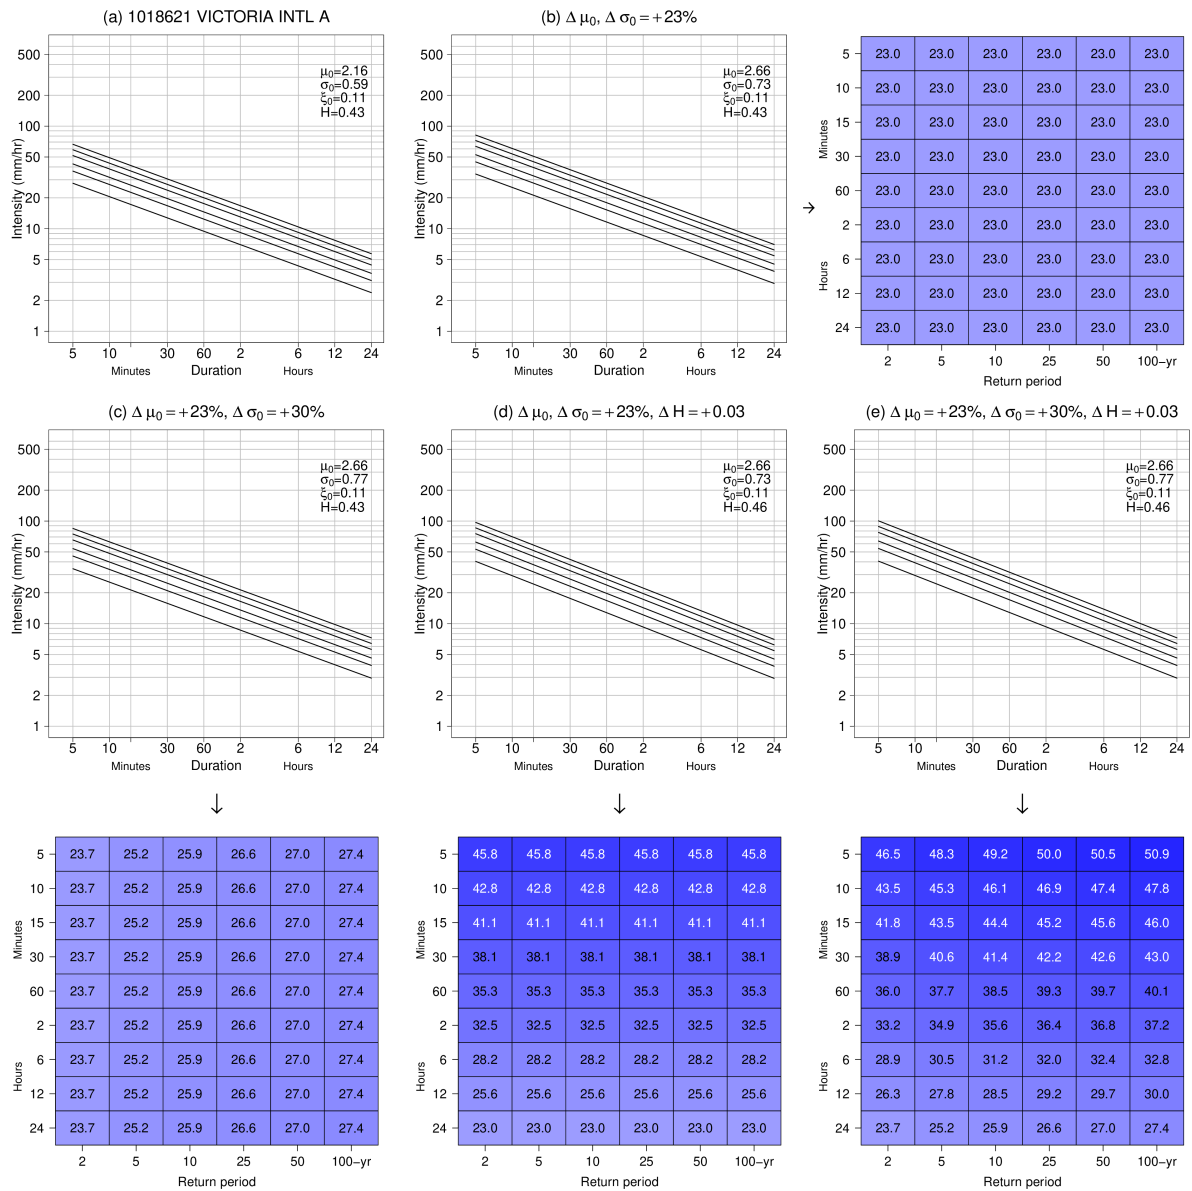 (a) 1018621 VICTORIA INTL A
Intensity (mm/hr)
500
200
100
50
20
10
5
2
1
μ₀=2.16
σ₀=0.59
ξ₀=0.11
H=0.43
5 10 30 60 2 6 12 24
Minutes Duration Hours
(b) Δ μ₀, Δ σ₀ = +23%
Intensity (mm/hr)
500
200
100
50
20
10
5
2
1
μ₀=2.66
σ₀=0.73
ξ₀=0.11
H=0.43
5 10 30 60 2 6 12 24
Minutes Duration Hours
→
Minutes
Hours
5 23.0 23.0 23.0 23.0 23.0 23.0
10 23.0 23.0 23.0 23.0 23.0 23.0
15 23.0 23.0 23.0 23.0 23.0 23.0
30 23.0 23.0 23.0 23.0 23.0 23.0
60 23.0 23.0 23.0 23.0 23.0 23.0
2 23.0 23.0 23.0 23.0 23.0 23.0
6 23.0 23.0 23.0 23.0 23.0 23.0
12 23.0 23.0 23.0 23.0 23.0 23.0
24 23.0 23.0 23.0 23.0 23.0 23.0
2 5 10 25 50 100−yr
Return period
(c) Δ μ₀ = +23%, Δ σ₀ = +30%
Intensity (mm/hr)
500
200
100
50
20
10
5
2
1
μ₀=2.66
σ₀=0.77
ξ₀=0.11
H=0.43
5 10 30 60 2 6 12 24
Minutes Duration Hours
(d) Δ μ₀, Δ σ₀ = +23%, Δ H = +0.03
Intensity (mm/hr)
500
200
100
50
20
10
5
2
1
μ₀=2.66
σ₀=0.73
ξ₀=0.11
H=0.46
5 10 30 60 2 6 12 24
Minutes Duration Hours
(e) Δ μ₀ = +23%, Δ σ₀ = +30%, Δ H = +0.03
Intensity (mm/hr)
500
200
100
50
20
10
5
2
1
μ₀=2.66
σ₀=0.77
ξ₀=0.11
H=0.46
5 10 30 60 2 6 12 24
Minutes Duration Hours
↓
Minutes
Hours
5 23.7 25.2 25.9 26.6 27.0 27.4
10 23.7 25.2 25.9 26.6 27.0 27.4
15 23.7 25.2 25.9 26.6 27.0 27.4
30 23.7 25.2 25.9 26.6 27.0 27.4
60 23.7 25.2 25.9 26.6 27.0 27.4
2 23.7 25.2 25.9 26.6 27.0 27.4
6 23.7 25.2 25.9 26.6 27.0 27.4
12 23.7 25.2 25.9 26.6 27.0 27.4
24 23.7 25.2 25.9 26.6 27.0 27.4
2 5 10 25 50 100−yr
Return period
↓
Minutes
Hours
5 45.8 45.8 45.8 45.8 45.8 45.8
10 42.8 42.8 42.8 42.8 42.8 42.8
15 41.1 41.1 41.1 41.1 41.1 41.1
30 38.1 38.1 38.1 38.1 38.1 38.1
60 35.3 35.3 35.3 35.3 35.3 35.3
2 32.5 32.5 32.5 32.5 32.5 32.5
6 28.2 28.2 28.2 28.2 28.2 28.2
12 25.6 25.6 25.6 25.6 25.6 25.6
24 23.0 23.0 23.0 23.0 23.0 23.0
2 5 10 25 50 100−yr
Return period
↓
Minutes
Hours
5 46.5 48.3 49.2 50.0 50.5 50.9
10 43.5 45.3 46.1 46.9 47.4 47.8
15 41.8 43.5 44.4 45.2 45.6 46.0
30 38.9 40.6 41.4 42.2 42.6 43.0
60 36.0 37.7 38.5 39.3 39.7 40.1
2 33.2 34.9 35.6 36.4 36.8 37.2
6 28.9 30.5 31.2 32.0 32.4 32.8
12 26.3 27.8 28.5 29.2 29.7 30.0
24 23.7 25.2 25.9 26.6 27.0 27.4
2 5 10 25 50 100−yr
Return period